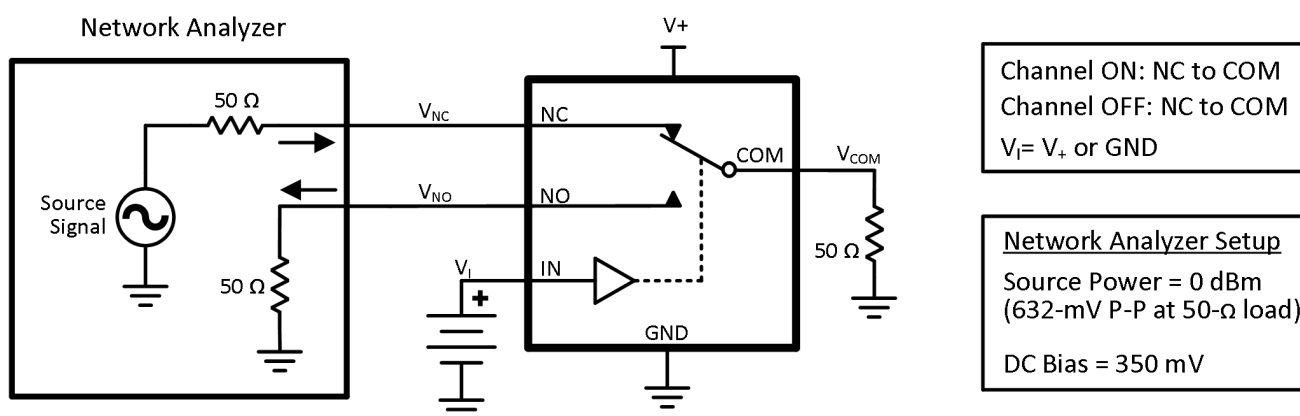 Network Analyzer
V+
50 Ω
V_NC
NC
COM
V_COM
Source
Signal
V_NO
NO
50 Ω
50 Ω
V_I
IN
+
GND
Channel ON: NC to COM
Channel OFF: NC to COM
V_I= V_+ or GND
Network Analyzer Setup
Source Power = 0 dBm
(632-mV P-P at 50-Ω load)
DC Bias = 350 mV